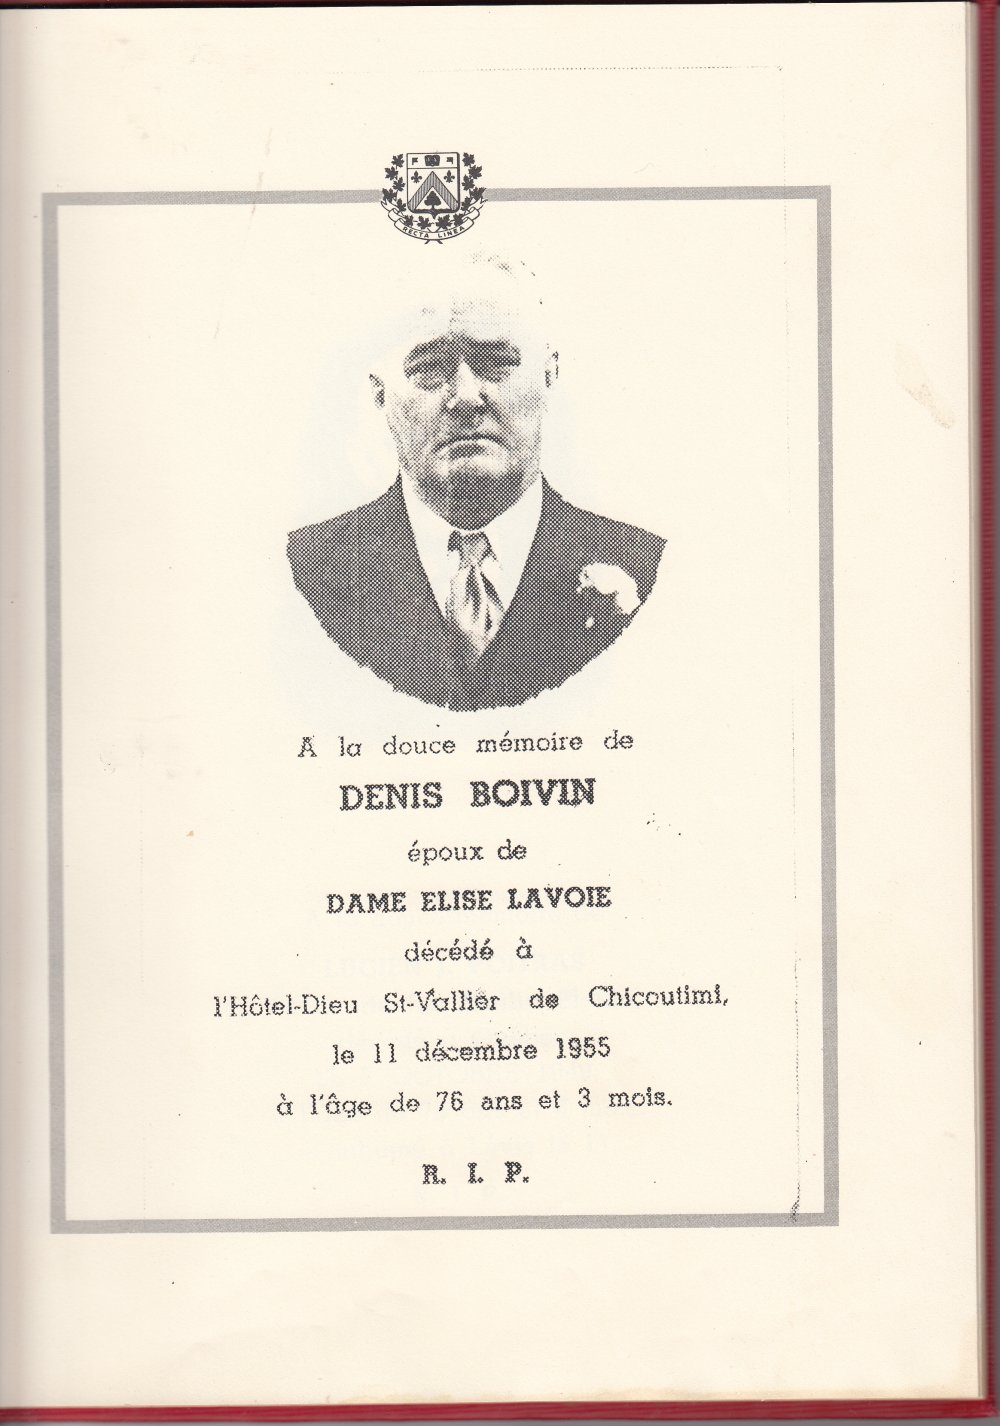 RECTA LINEA
A la douce mémoire de
DENIS BOIVIN
époux de
DAME ELISE LAVOIE
décédé à
l'Hôtel-Dieu St-Vallier de Chicoutimi,
le 11 décembre 1955
à l'âge de 76 ans et 3 mois.
R. I. P.